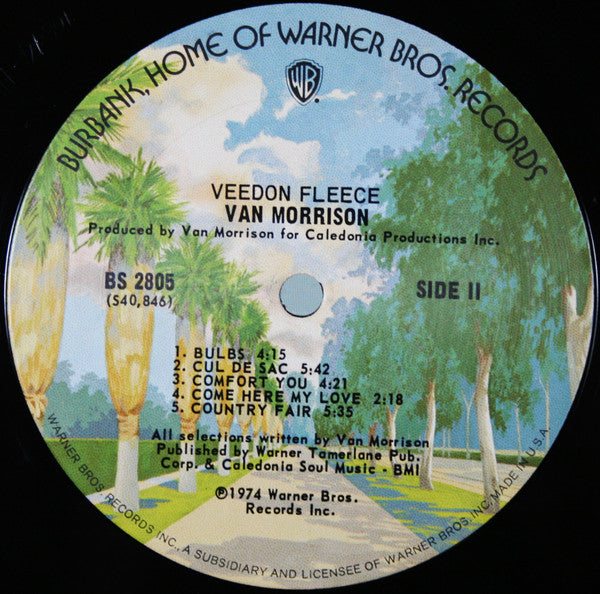 BURBANK, HOME OF WARNER BROS. RECORDS
WB
VEEDON FLEECE
VAN MORRISON
Produced by Van Morrison for Caledonia Productions Inc.
BS 2805
(S40,846)
SIDE II
1. BULBS 4:15
2. CUL DE SAC 5:42
3. COMFORT YOU 4:21
4. COME HERE MY LOVE 2:18
5. COUNTRY FAIR 5:35
All selections written by Van Morrison
Published by Warner Tamerlane Pub.
Corp. & Caledonia Soul Music - BMI
℗1974 Warner Bros.
Records Inc.
WARNER BROS. RECORDS INC., A SUBSIDIARY AND LICENSEE OF WARNER BROS. INC. MADE IN U.S.A.